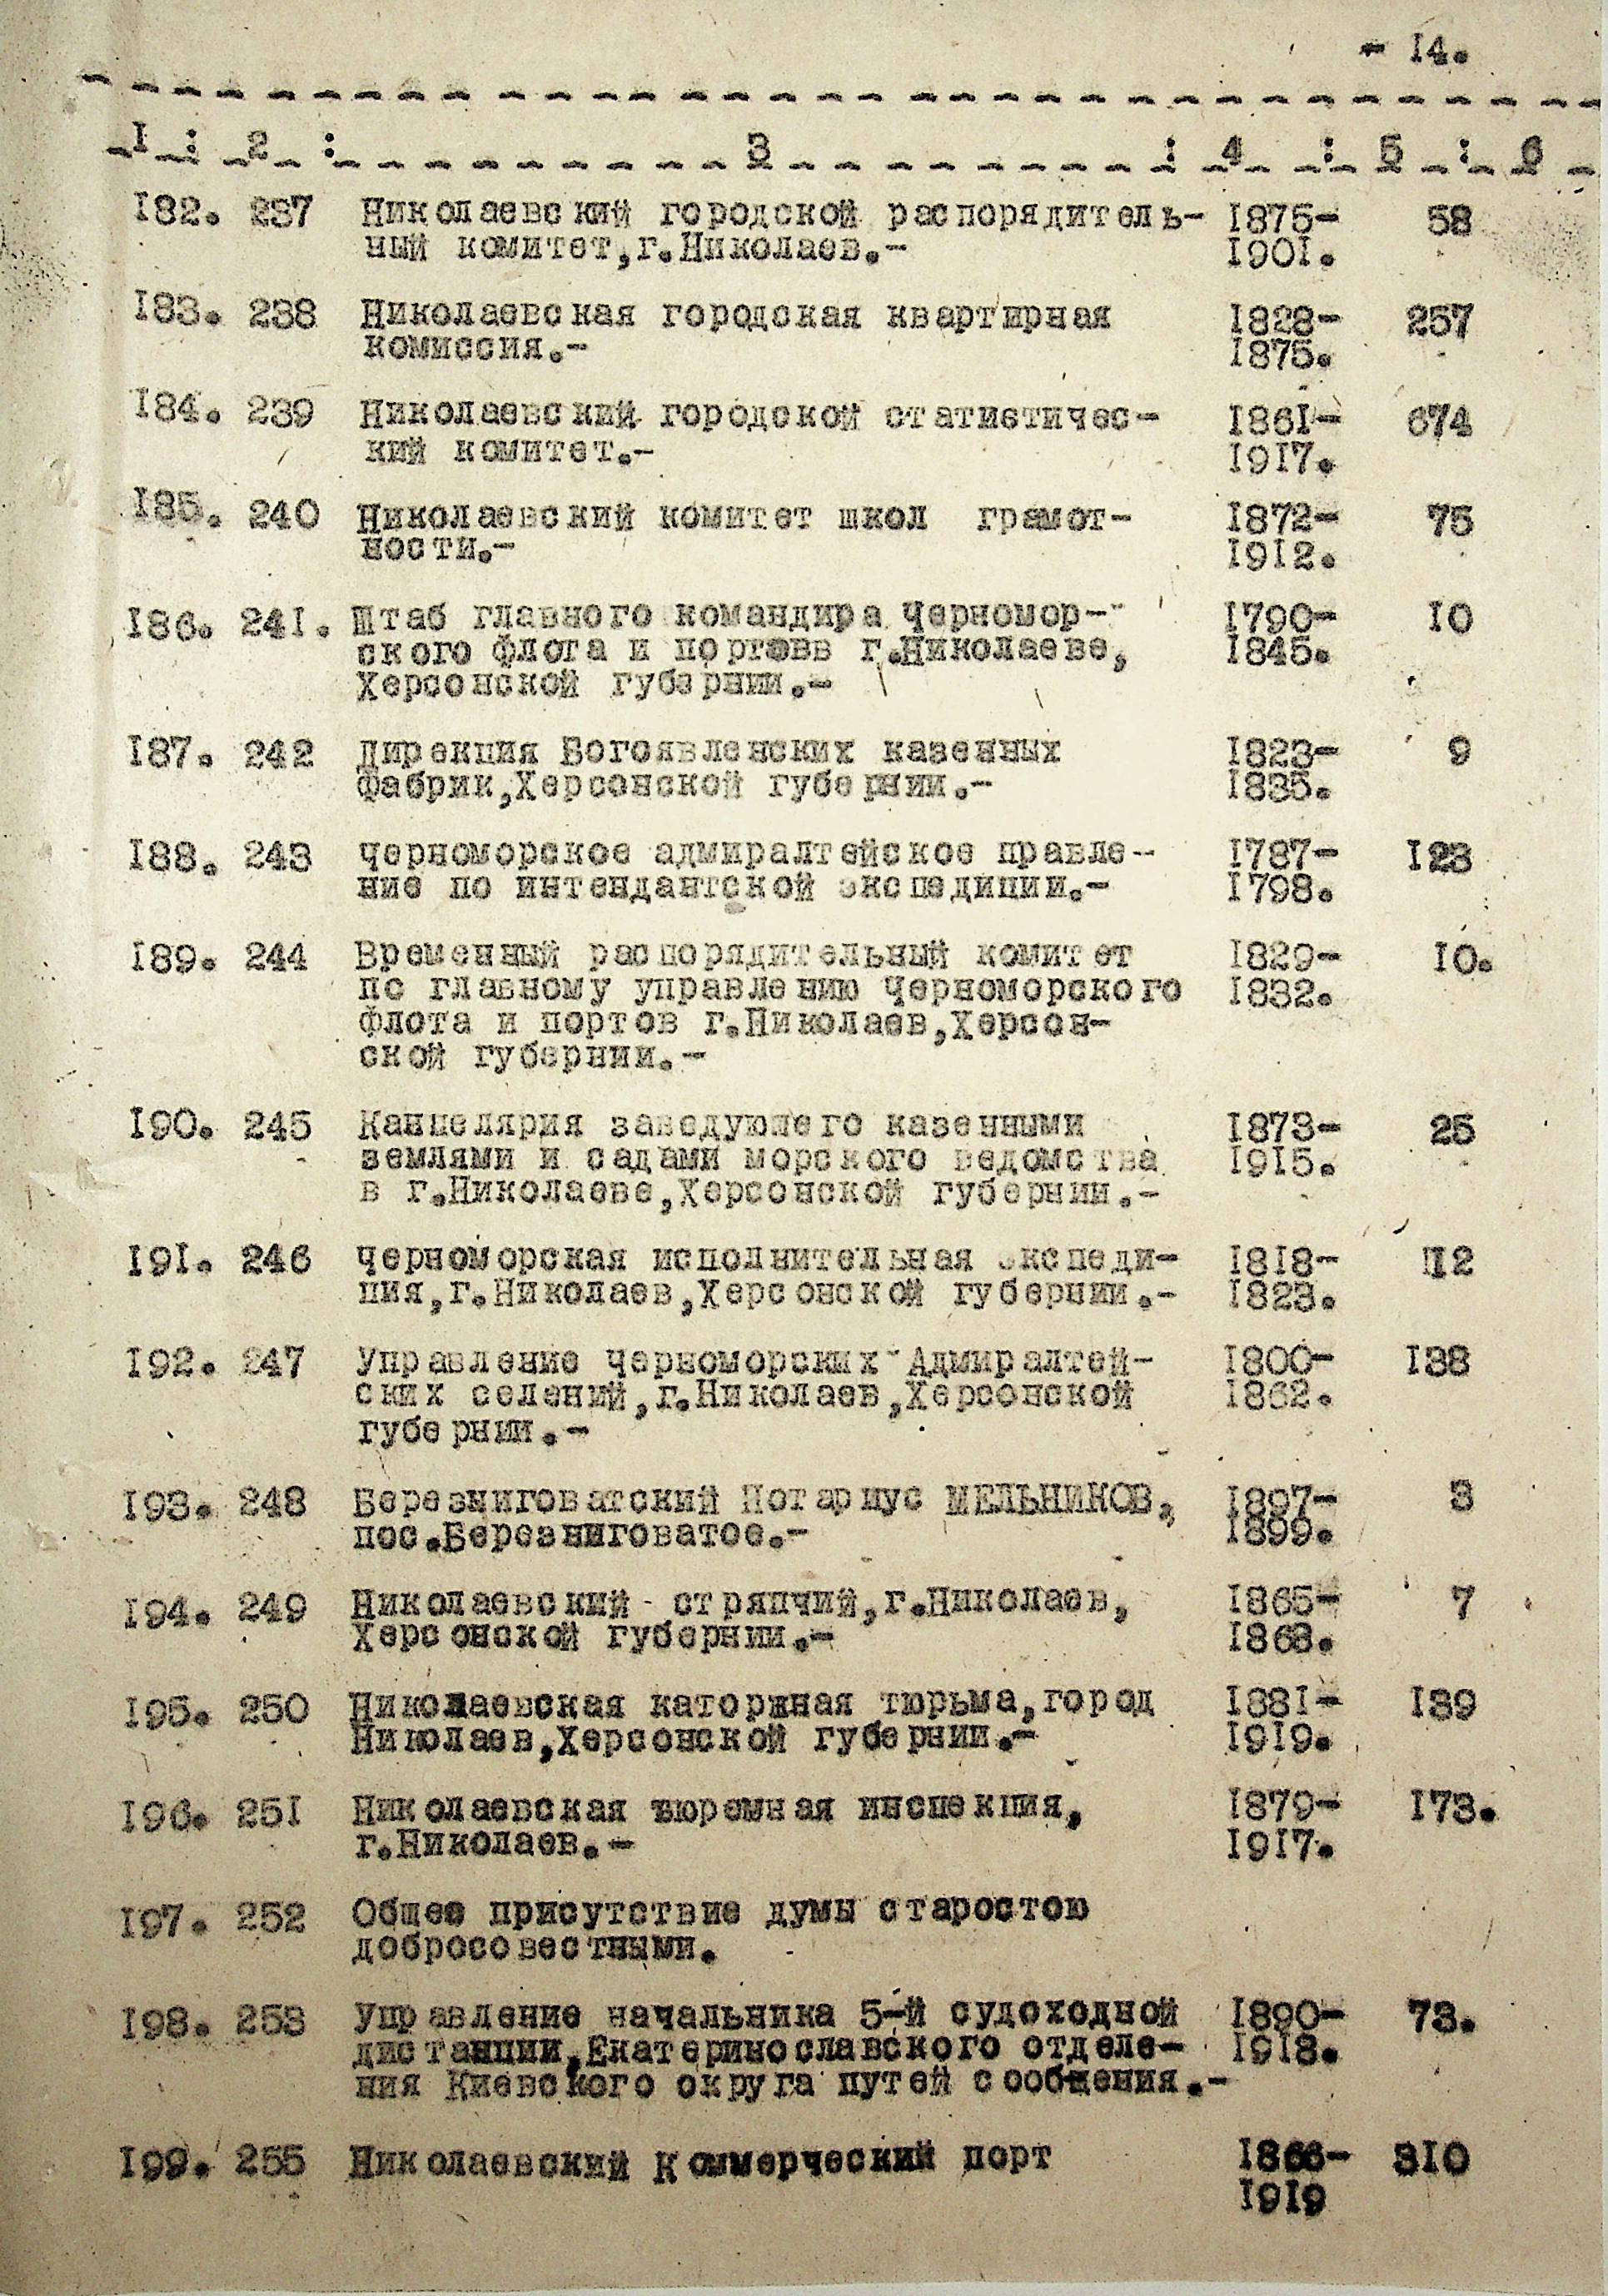 - 14.
1 : 2 : 3 : 4 : 5 : 6
182. 237 Николаевский городской распорядитель- 1875- 58
ный комитет,г.Николаев.- 1901.
183. 238 Николаевская городская квартирная 1828- 257
комиссия.- 1875.
184. 239 Николаевский городской статистичес- 1861- 674
кий комитет.- 1917.
185. 240 Николаевский комитет школ грамот- 1872- 75
ности.- 1912.
186. 241. Штаб главного командира Черномор- 1790- 10
ского флота и портовв г.Николаеве, 1845.
Херсонской губернии.-
187. 242 Дирекция Богоявленских казенных 1823- 9
фабрик,Херсонской губернии.- 1835.
188. 243 Черноморское адмиралтейское правле- 1787- 123
ние по интендантской экспедиции.- 1798.
189. 244 Временный распорядительный комитет 1829- 10.
по главному управлению Черноморского 1832.
флота и портов г.Николаев,Херсон-
ской губернии.-
190. 245 Канцелярия заведующего казенными 1873- 25
землями и садами морского ведомства 1915.
в г.Николаеве,Херсонской губернии.-
191. 246 Черноморская исполнительная экспеди- 1818- 12
ция,г.Николаев,Херсонской губернии.- 1823.
192. 247 Управление Черноморских Адмиралтей- 1800- 138
ских селений,г.Николаев,Херсонской 1862.
губернии.-
193. 248 Березниговатский Нотариус МЕЛЬНИКОВ, 1897- 3
пос.Березниговатое.- 1899.
194. 249 Николаевский стряпчий,г.Николаев, 1865- 7
Херсонской губернии.- 1868.
195. 250 Николаевская каторжная тюрьма,город 1881- 139
Николаев,Херсонской губернии.- 1919.
196. 251 Николаевская тюремная инспекция, 1879- 173.
г.Николаев.- 1917.
197. 252 Общее присутствие думы старостою
добросовестными.
198. 253 Управление начальника 5-й судоходной 1890- 73.
дистанции,Екатеринославского отделе- 1918.
ния Киевского округа путей сообщения.-
199. 255 Николаевский Коммерческий порт 1866- 310
1919